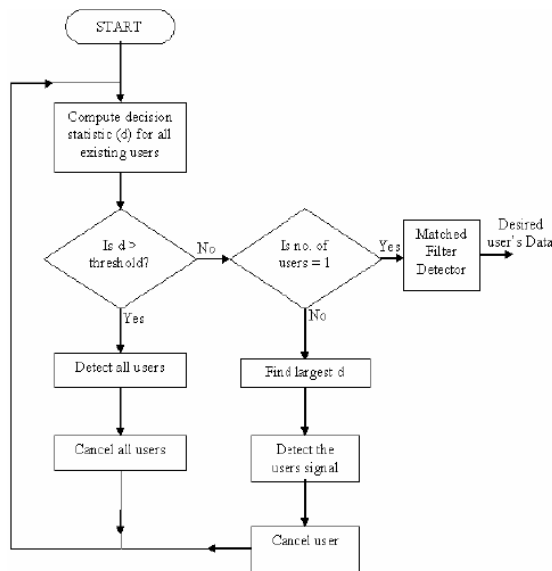 START
Compute decision
statistic (d) for all
existing users
Is d >
threshold?
No
Is no. of
users = 1
Yes
Matched
Filter
Detector
Desired
user's Data
Yes
No
Detect all users
Find largest d
Cancel all users
Detect the
users signal
Cancel user